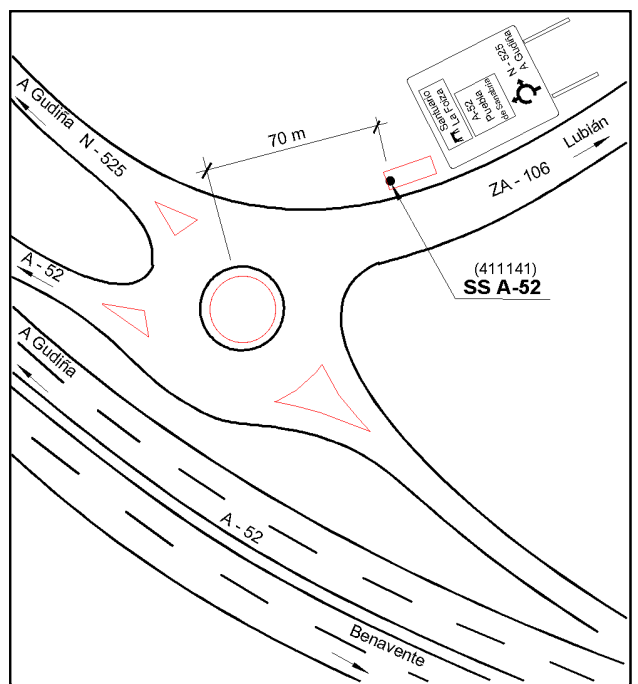 N - 525
A Gudiña
A-52
Puebla
de Sanabria
Santuario
La Foiza
A Gudiña N - 525
70 m
Lubián
ZA - 106
A - 52
(411141)
SS A-52
A Gudiña
A - 52
Benavente